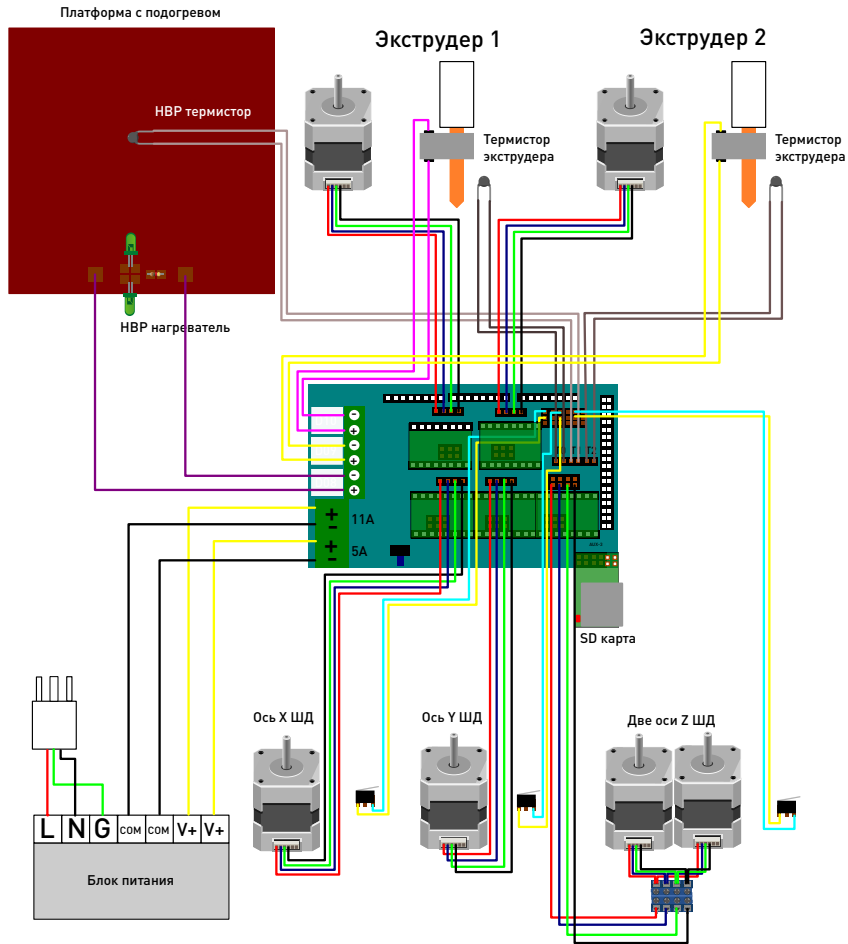 Платформа с подогревом
Экструдер 1
Экструдер 2
HBP термистор
Термистор
экструдера
Термистор
экструдера
HBP нагреватель
11A
5A
SD карта
Ось X ШД
Ось Y ШД
Две оси Z ШД
L N G COM COM V+ V+
Блок питания